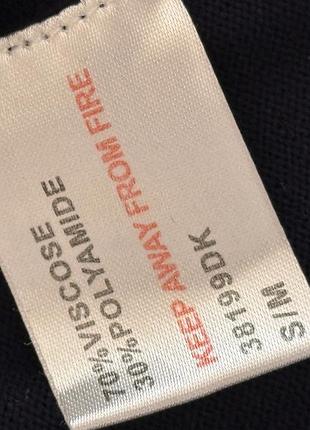 70%VISCOSE
30%POLYAMIDE
KEEP AWAY FROM FIRE
38199DK
S/M